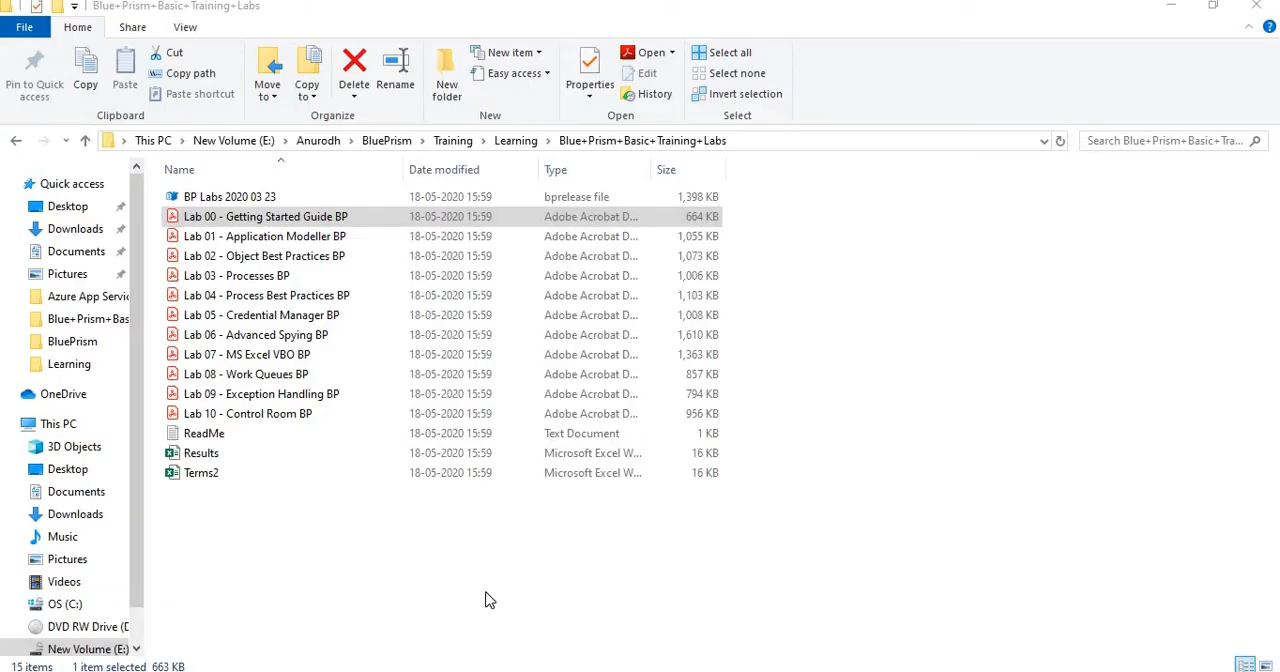 Blue+Prism+Basic+Training+Labs
File Home Share View
Pin to Quick access
Copy
Paste
Cut
Copy path
Paste shortcut
Clipboard
Move to
Copy to
Delete
Rename
Organize
New folder
New item
Easy access
New
Properties
Open
Edit
History
Open
Select all
Select none
Invert selection
Select
This PC New Volume (E:) Anurodh BluePrism Training Learning Blue+Prism+Basic+Training+Labs
Search Blue+Prism+Basic+Tra...
Quick access
Desktop
Downloads
Documents
Pictures
Azure App Servic
Blue+Prism+Bas
BluePrism
Learning
OneDrive
This PC
3D Objects
Desktop
Documents
Downloads
Music
Pictures
Videos
OS (C:)
DVD RW Drive (D
New Volume (E:)
Name Date modified Type Size
BP Labs 2020 03 23 18-05-2020 15:59 bprelease file 1,398 KB
Lab 00 - Getting Started Guide BP 18-05-2020 15:59 Adobe Acrobat D... 664 KB
Lab 01 - Application Modeller BP 18-05-2020 15:59 Adobe Acrobat D... 1,055 KB
Lab 02 - Object Best Practices BP 18-05-2020 15:59 Adobe Acrobat D... 1,073 KB
Lab 03 - Processes BP 18-05-2020 15:59 Adobe Acrobat D... 1,006 KB
Lab 04 - Process Best Practices BP 18-05-2020 15:59 Adobe Acrobat D... 1,103 KB
Lab 05 - Credential Manager BP 18-05-2020 15:59 Adobe Acrobat D... 1,008 KB
Lab 06 - Advanced Spying BP 18-05-2020 15:59 Adobe Acrobat D... 1,610 KB
Lab 07 - MS Excel VBO BP 18-05-2020 15:59 Adobe Acrobat D... 1,363 KB
Lab 08 - Work Queues BP 18-05-2020 15:59 Adobe Acrobat D... 857 KB
Lab 09 - Exception Handling BP 18-05-2020 15:59 Adobe Acrobat D... 794 KB
Lab 10 - Control Room BP 18-05-2020 15:59 Adobe Acrobat D... 956 KB
ReadMe 18-05-2020 15:59 Text Document 1 KB
Results 18-05-2020 15:59 Microsoft Excel W... 16 KB
Terms2 18-05-2020 15:59 Microsoft Excel W... 16 KB
15 items 1 item selected 663 KB